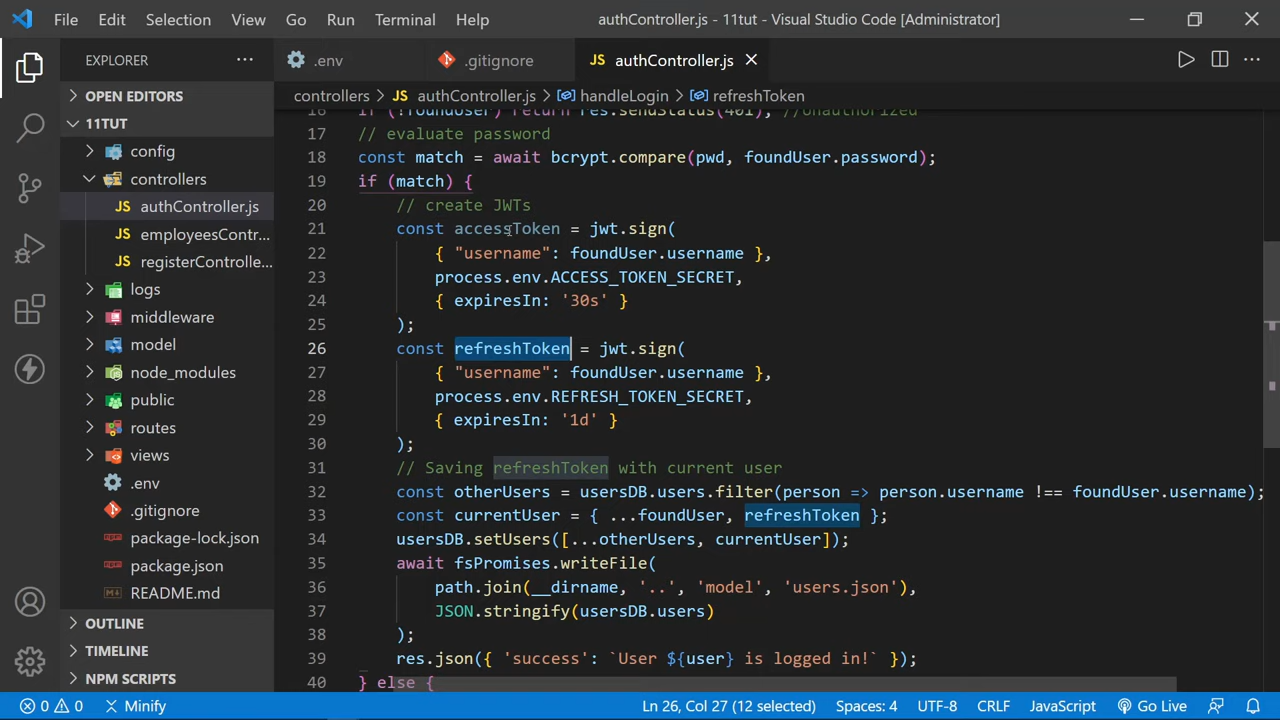 File Edit Selection View Go Run Terminal Help authController.js - 11tut - Visual Studio Code [Administrator]
EXPLORER
.env
.gitignore
JS authController.js
controllers > JS authController.js > handleLogin > refreshToken
OPEN EDITORS
11TUT
config
controllers
JS authController.js
JS employeesContr...
JS registerControlle...
logs
middleware
model
node_modules
public
routes
views
.env
.gitignore
package-lock.json
package.json
README.md
OUTLINE
TIMELINE
NPM SCRIPTS
16 if (!foundUser) return res.sendStatus(401); //Unauthorized
17 // evaluate password
18 const match = await bcrypt.compare(pwd, foundUser.password);
19 if (match) {
20 // create JWTs
21 const accessToken = jwt.sign(
22 { "username": foundUser.username },
23 process.env.ACCESS_TOKEN_SECRET,
24 { expiresIn: '30s' }
25 );
26 const refreshToken = jwt.sign(
27 { "username": foundUser.username },
28 process.env.REFRESH_TOKEN_SECRET,
29 { expiresIn: '1d' }
30 );
31 // Saving refreshToken with current user
32 const otherUsers = usersDB.users.filter(person => person.username !== foundUser.username);
33 const currentUser = { ...foundUser, refreshToken };
34 usersDB.setUsers([...otherUsers, currentUser]);
35 await fsPromises.writeFile(
36 path.join(__dirname, '..', 'model', 'users.json'),
37 JSON.stringify(usersDB.users)
38 );
39 res.json({ 'success': `User ${user} is logged in!` });
40 } else {
0 0 Minify Ln 26, Col 27 (12 selected) Spaces: 4 UTF-8 CRLF JavaScript Go Live